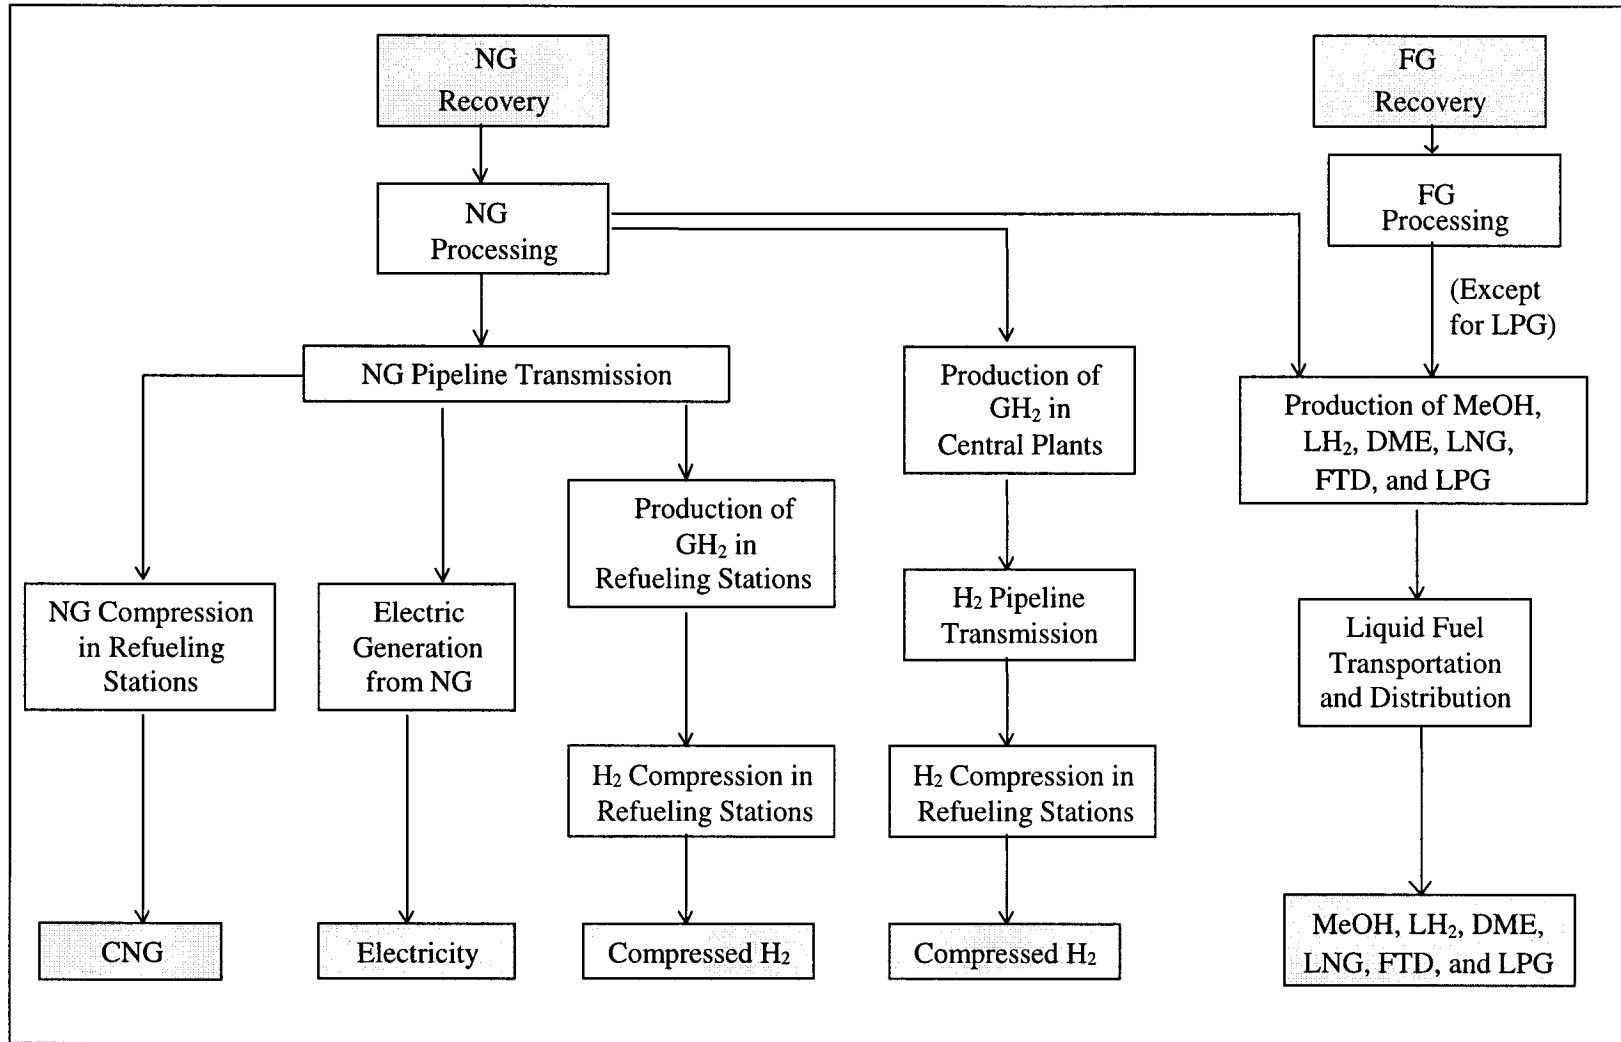 NG
Recovery
FG
Recovery
NG
Processing
FG
Processing
(Except
for LPG)
NG Pipeline Transmission
Production of
GH₂ in
Central Plants
Production of MeOH,
LH₂, DME, LNG,
FTD, and LPG
Production of
GH₂ in
Refueling Stations
NG Compression
in Refueling
Stations
Electric
Generation
from NG
H₂ Pipeline
Transmission
Liquid Fuel
Transportation
and Distribution
H₂ Compression in
Refueling Stations
H₂ Compression in
Refueling Stations
CNG
Electricity
Compressed H₂
Compressed H₂
MeOH, LH₂, DME,
LNG, FTD, and LPG